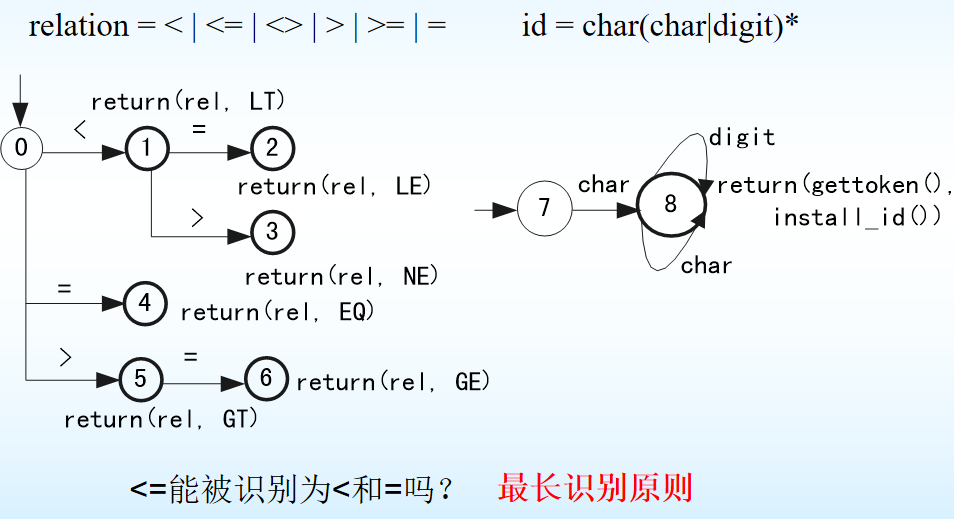 relation = < | <= | <> | > | >= | =
id = char(char|digit)*
return(rel, LT)
0
<
1
=
2
return(rel, LE)
>
3
return(rel, NE)
=
4
return(rel, EQ)
>
5
=
6
return(rel, GE)
return(rel, GT)
digit
char
7
8
return(gettoken(),
install_id())
char
<=能被识别为<和=吗?
最长识别原则